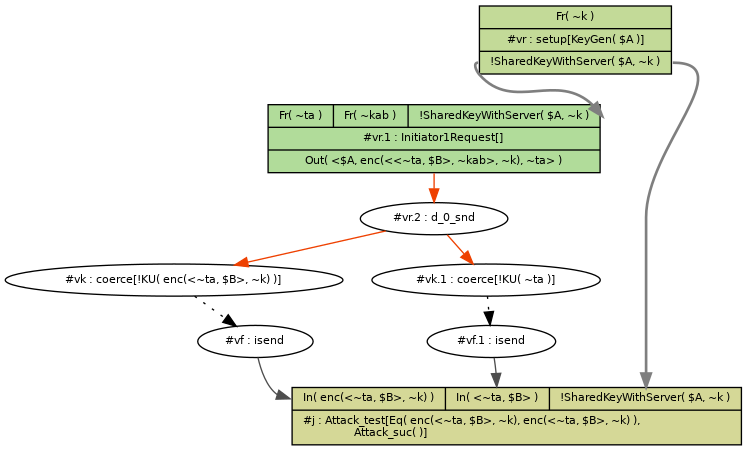 Fr( ~k )
#vr : setup[KeyGen( $A )]
!SharedKeyWithServer( $A, ~k )
Fr( ~ta ) Fr( ~kab ) !SharedKeyWithServer( $A, ~k )
#vr.1 : Initiator1Request[]
Out( <$A, enc(<<~ta, $B>, ~kab>, ~k), ~ta> )
#vr.2 : d_0_snd
#vk : coerce[!KU( enc(<~ta, $B>, ~k) )]
#vk.1 : coerce[!KU( ~ta )]
#vf : isend
#vf.1 : isend
In( enc(<~ta, $B>, ~k) ) In( <~ta, $B> ) !SharedKeyWithServer( $A, ~k )
#j : Attack_test[Eq( enc(<~ta, $B>, ~k), enc(<~ta, $B>, ~k) ),
Attack_suc( )]